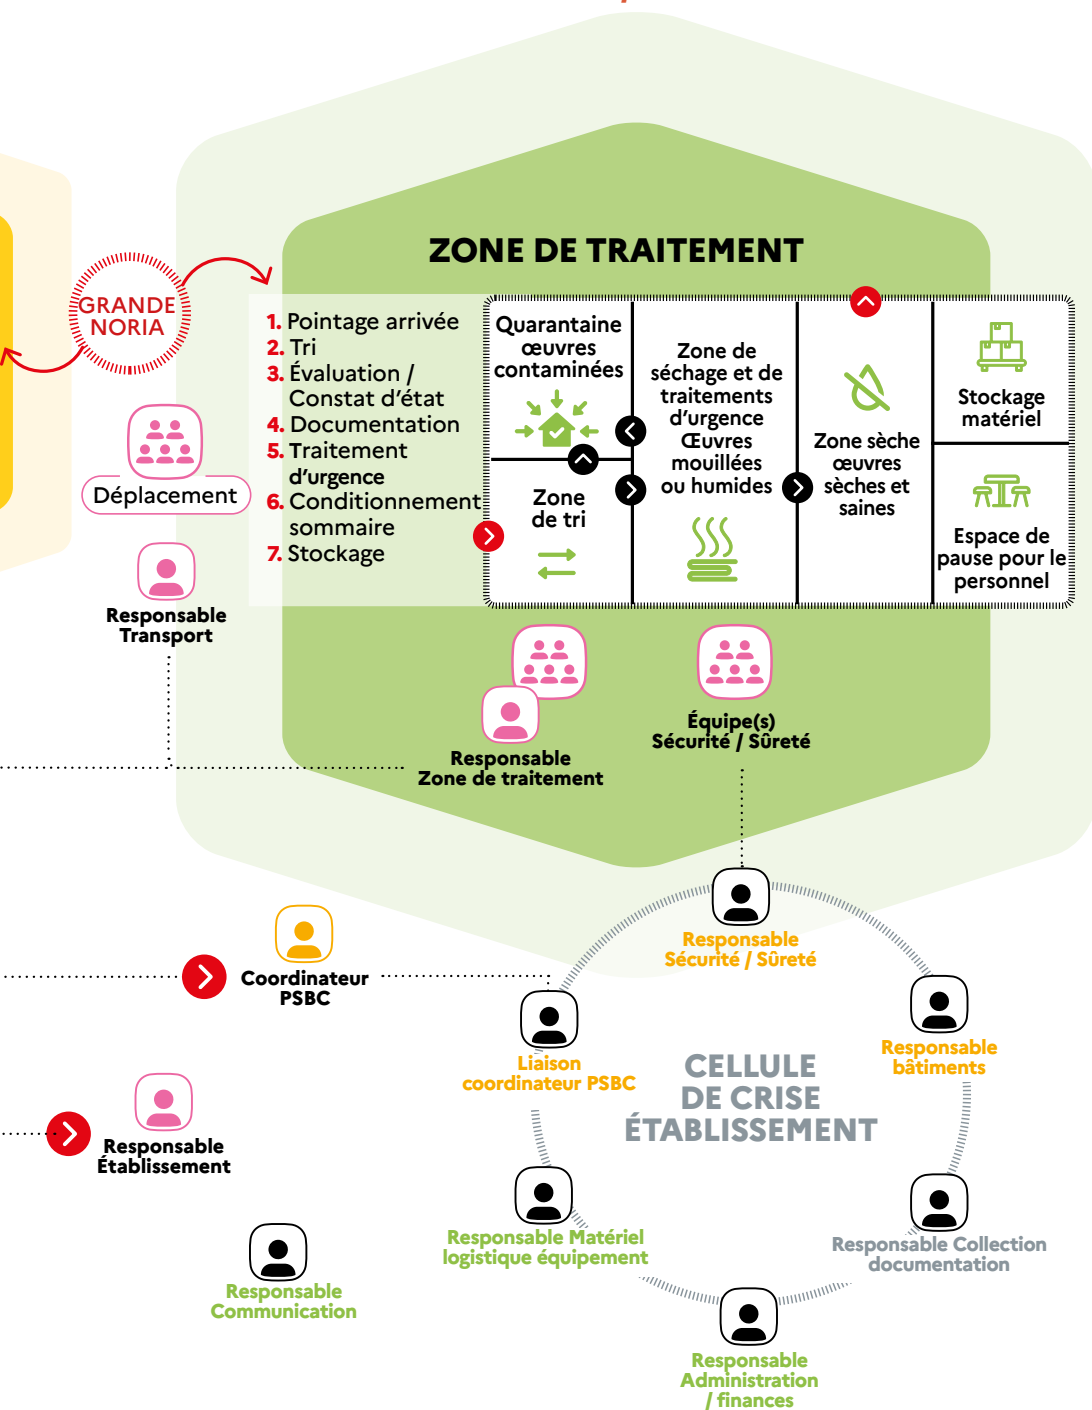 ZONE DE TRAITEMENT
GRANDE
NORIA
1. Pointage arrivée
2. Tri
3. Évaluation /
Constat d'état
4. Documentation
5. Traitement
d'urgence
6. Conditionnement
sommaire
7. Stockage
Quarantaine
œuvres
contaminées
Zone
de tri
Zone de
séchage et de
traitements
d'urgence
Œuvres
mouillées
ou humides
Zone sèche
œuvres
sèches et
saines
Stockage
matériel
Espace de
pause pour le
personnel
Déplacement
Responsable
Transport
Responsable
Zone de traitement
Équipe(s)
Sécurité / Sûreté
Coordinateur
PSBC
Responsable
Sécurité / Sûreté
Liaison
coordinateur PSBC
Responsable
bâtiments
CELLULE
DE CRISE
ÉTABLISSEMENT
Responsable
Établissement
Responsable Matériel
logistique équipement
Responsable Collection
documentation
Responsable
Communication
Responsable
Administration
/ finances